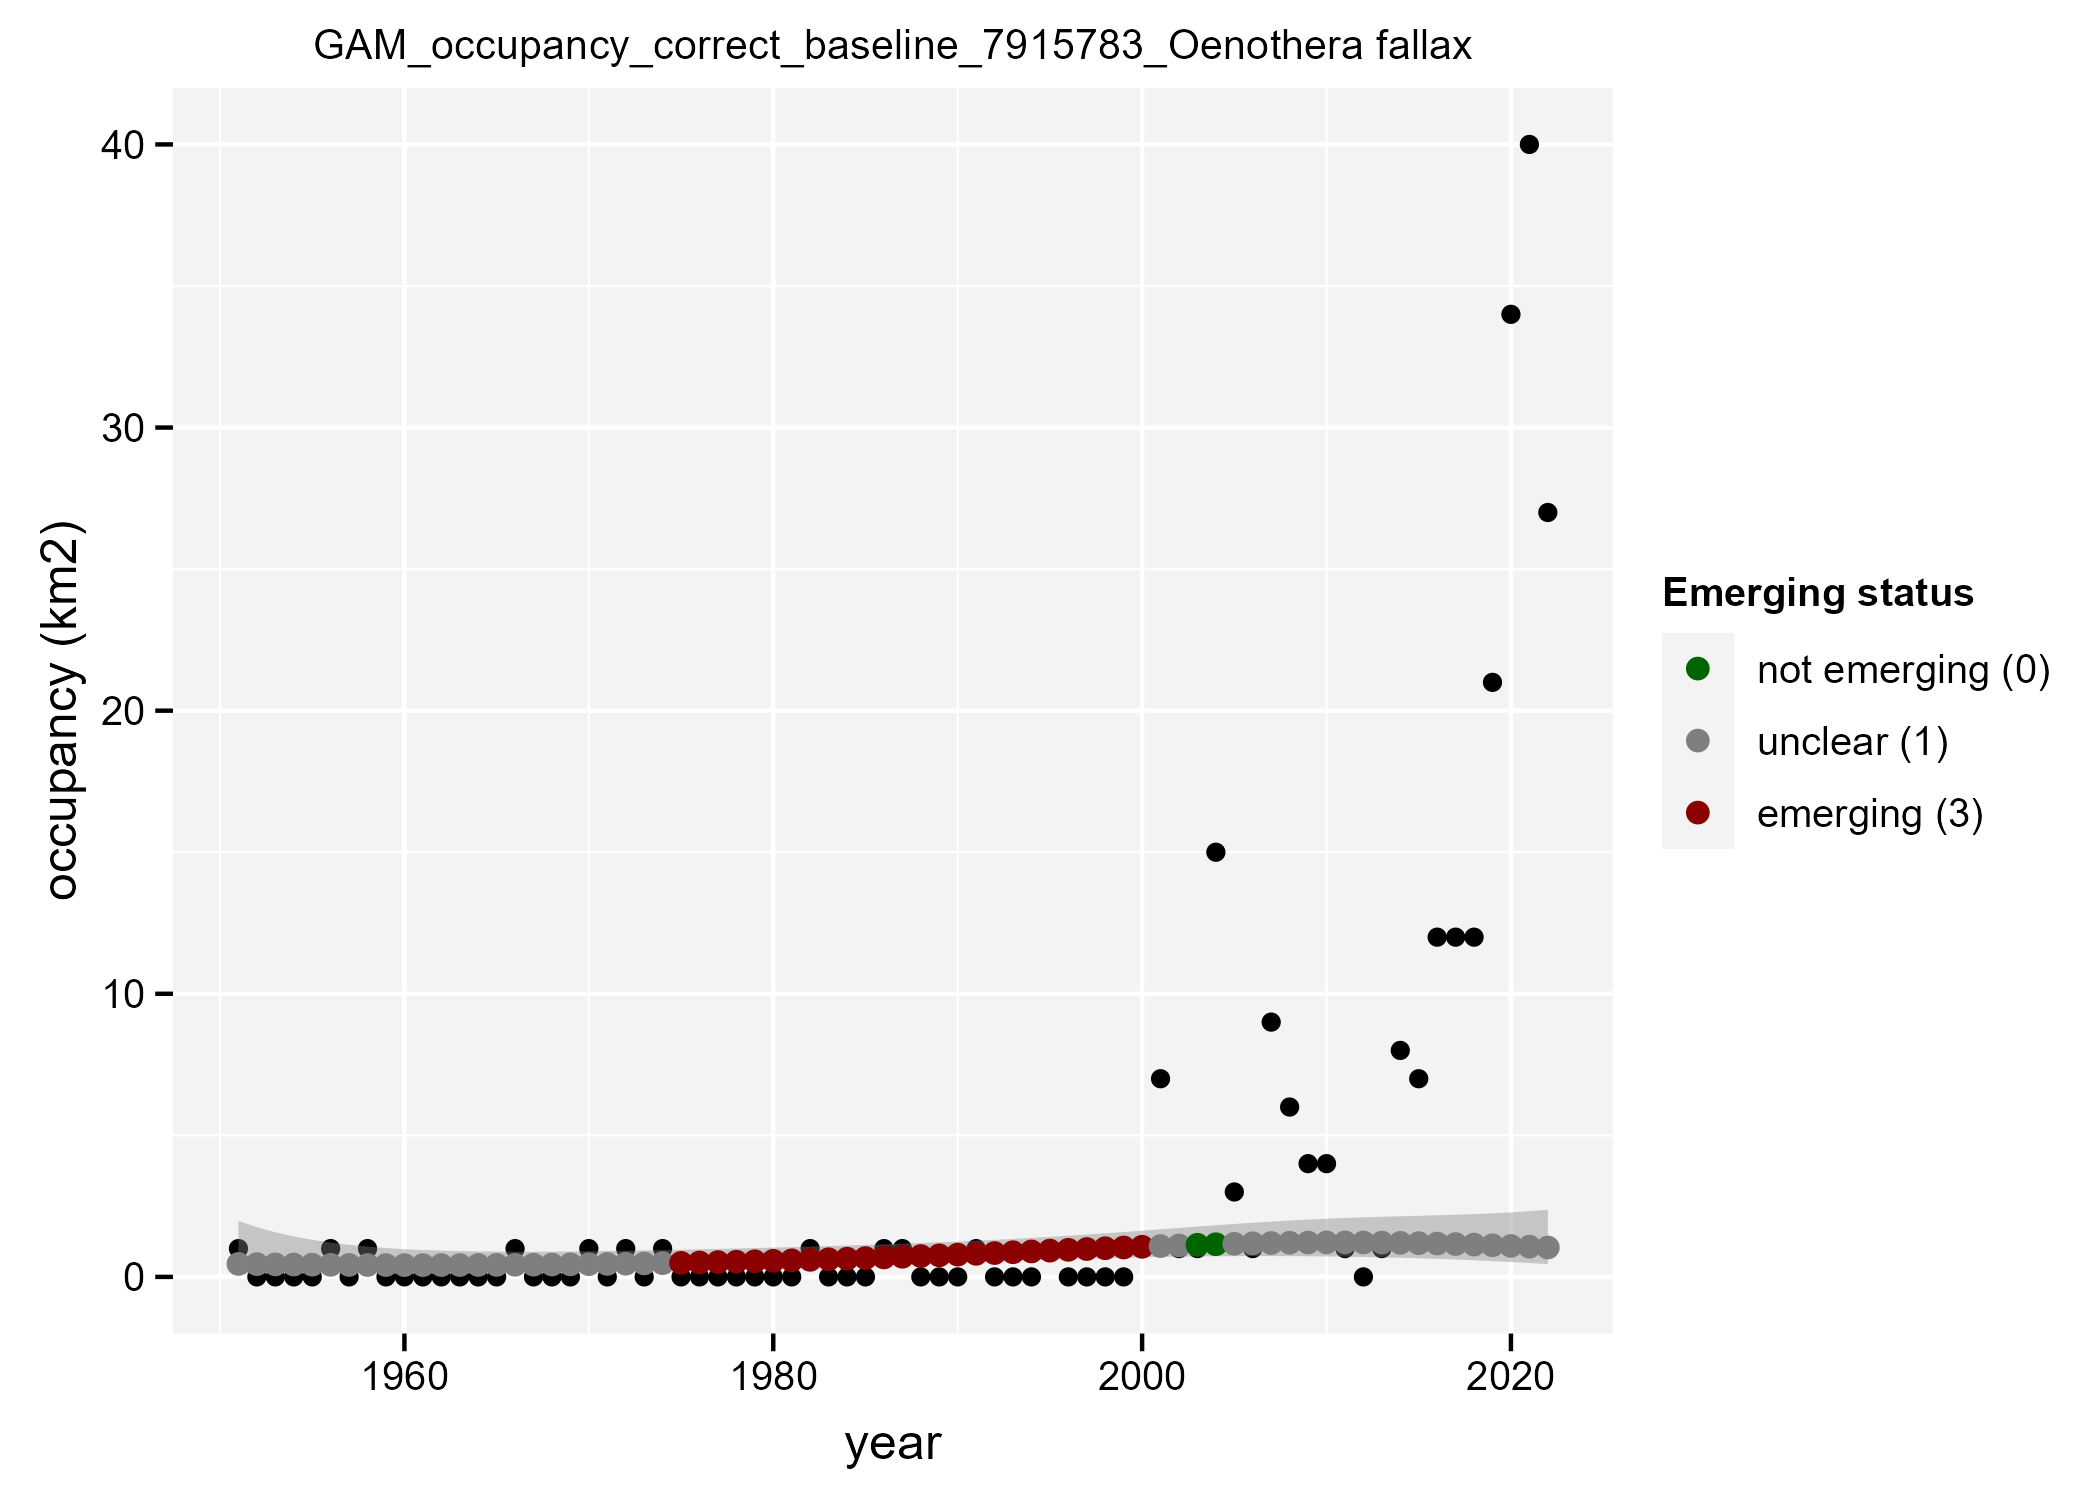 GAM_occupancy_correct_baseline_7915783_Oenothera fallax
40
30
20
10
0
occupancy (km2)
1960
1980
2000
2020
year
Emerging status
not emerging (0)
unclear (1)
emerging (3)